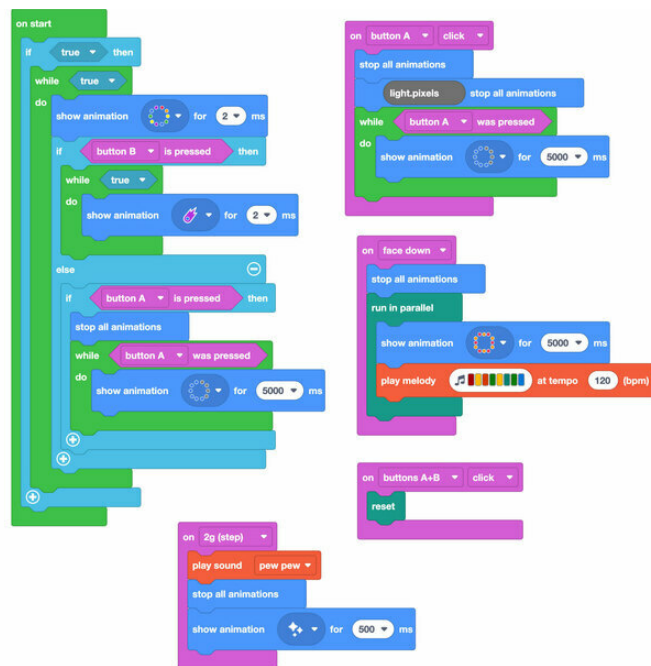 on start
if true then
while true
do
show animation for 2 ms
if button B is pressed then
while true
do
show animation for 2 ms
else
if button A is pressed then
stop all animations
while button A was pressed
do
show animation for 5000 ms
on button A click
stop all animations
light.pixels stop all animations
while button A was pressed
do
show animation for 5000 ms
on face down
stop all animations
run in parallel
show animation for 5000 ms
play melody at tempo 120 (bpm)
on buttons A+B click
reset
on 2g (step)
play sound pew pew
stop all animations
show animation for 500 ms